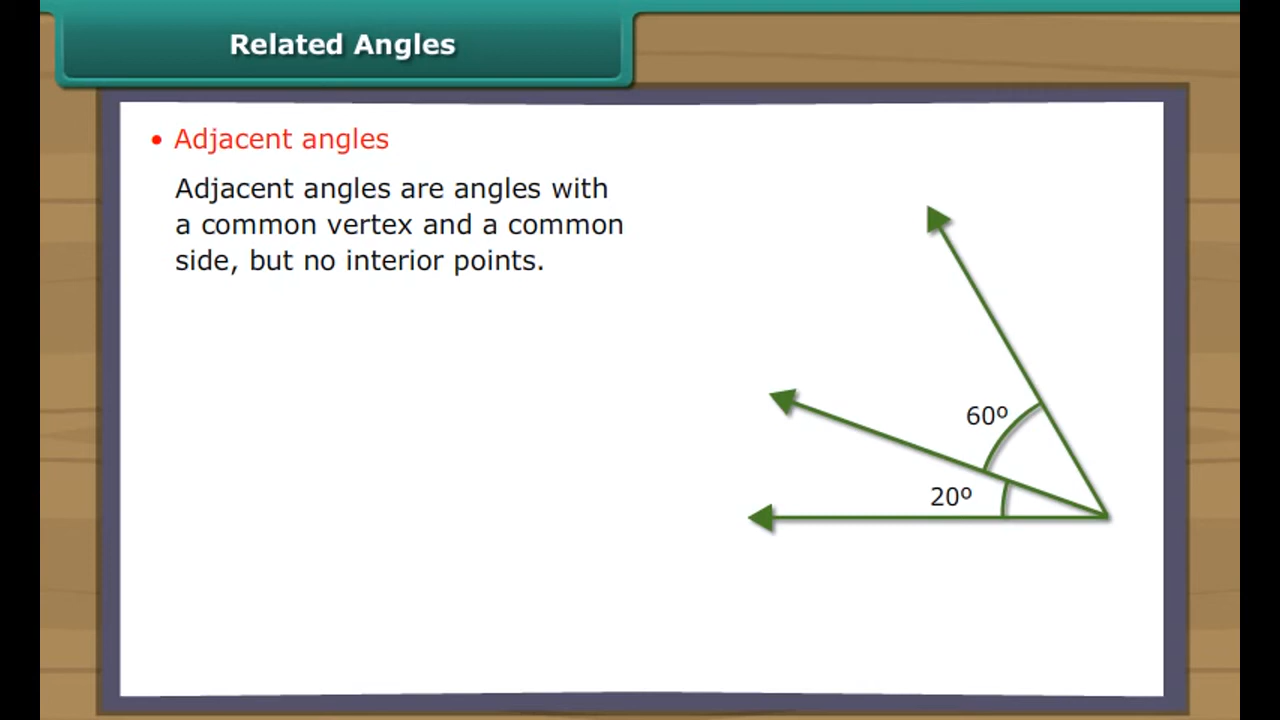 Related Angles
• Adjacent angles
Adjacent angles are angles with
a common vertex and a common
side, but no interior points.
60º
20º